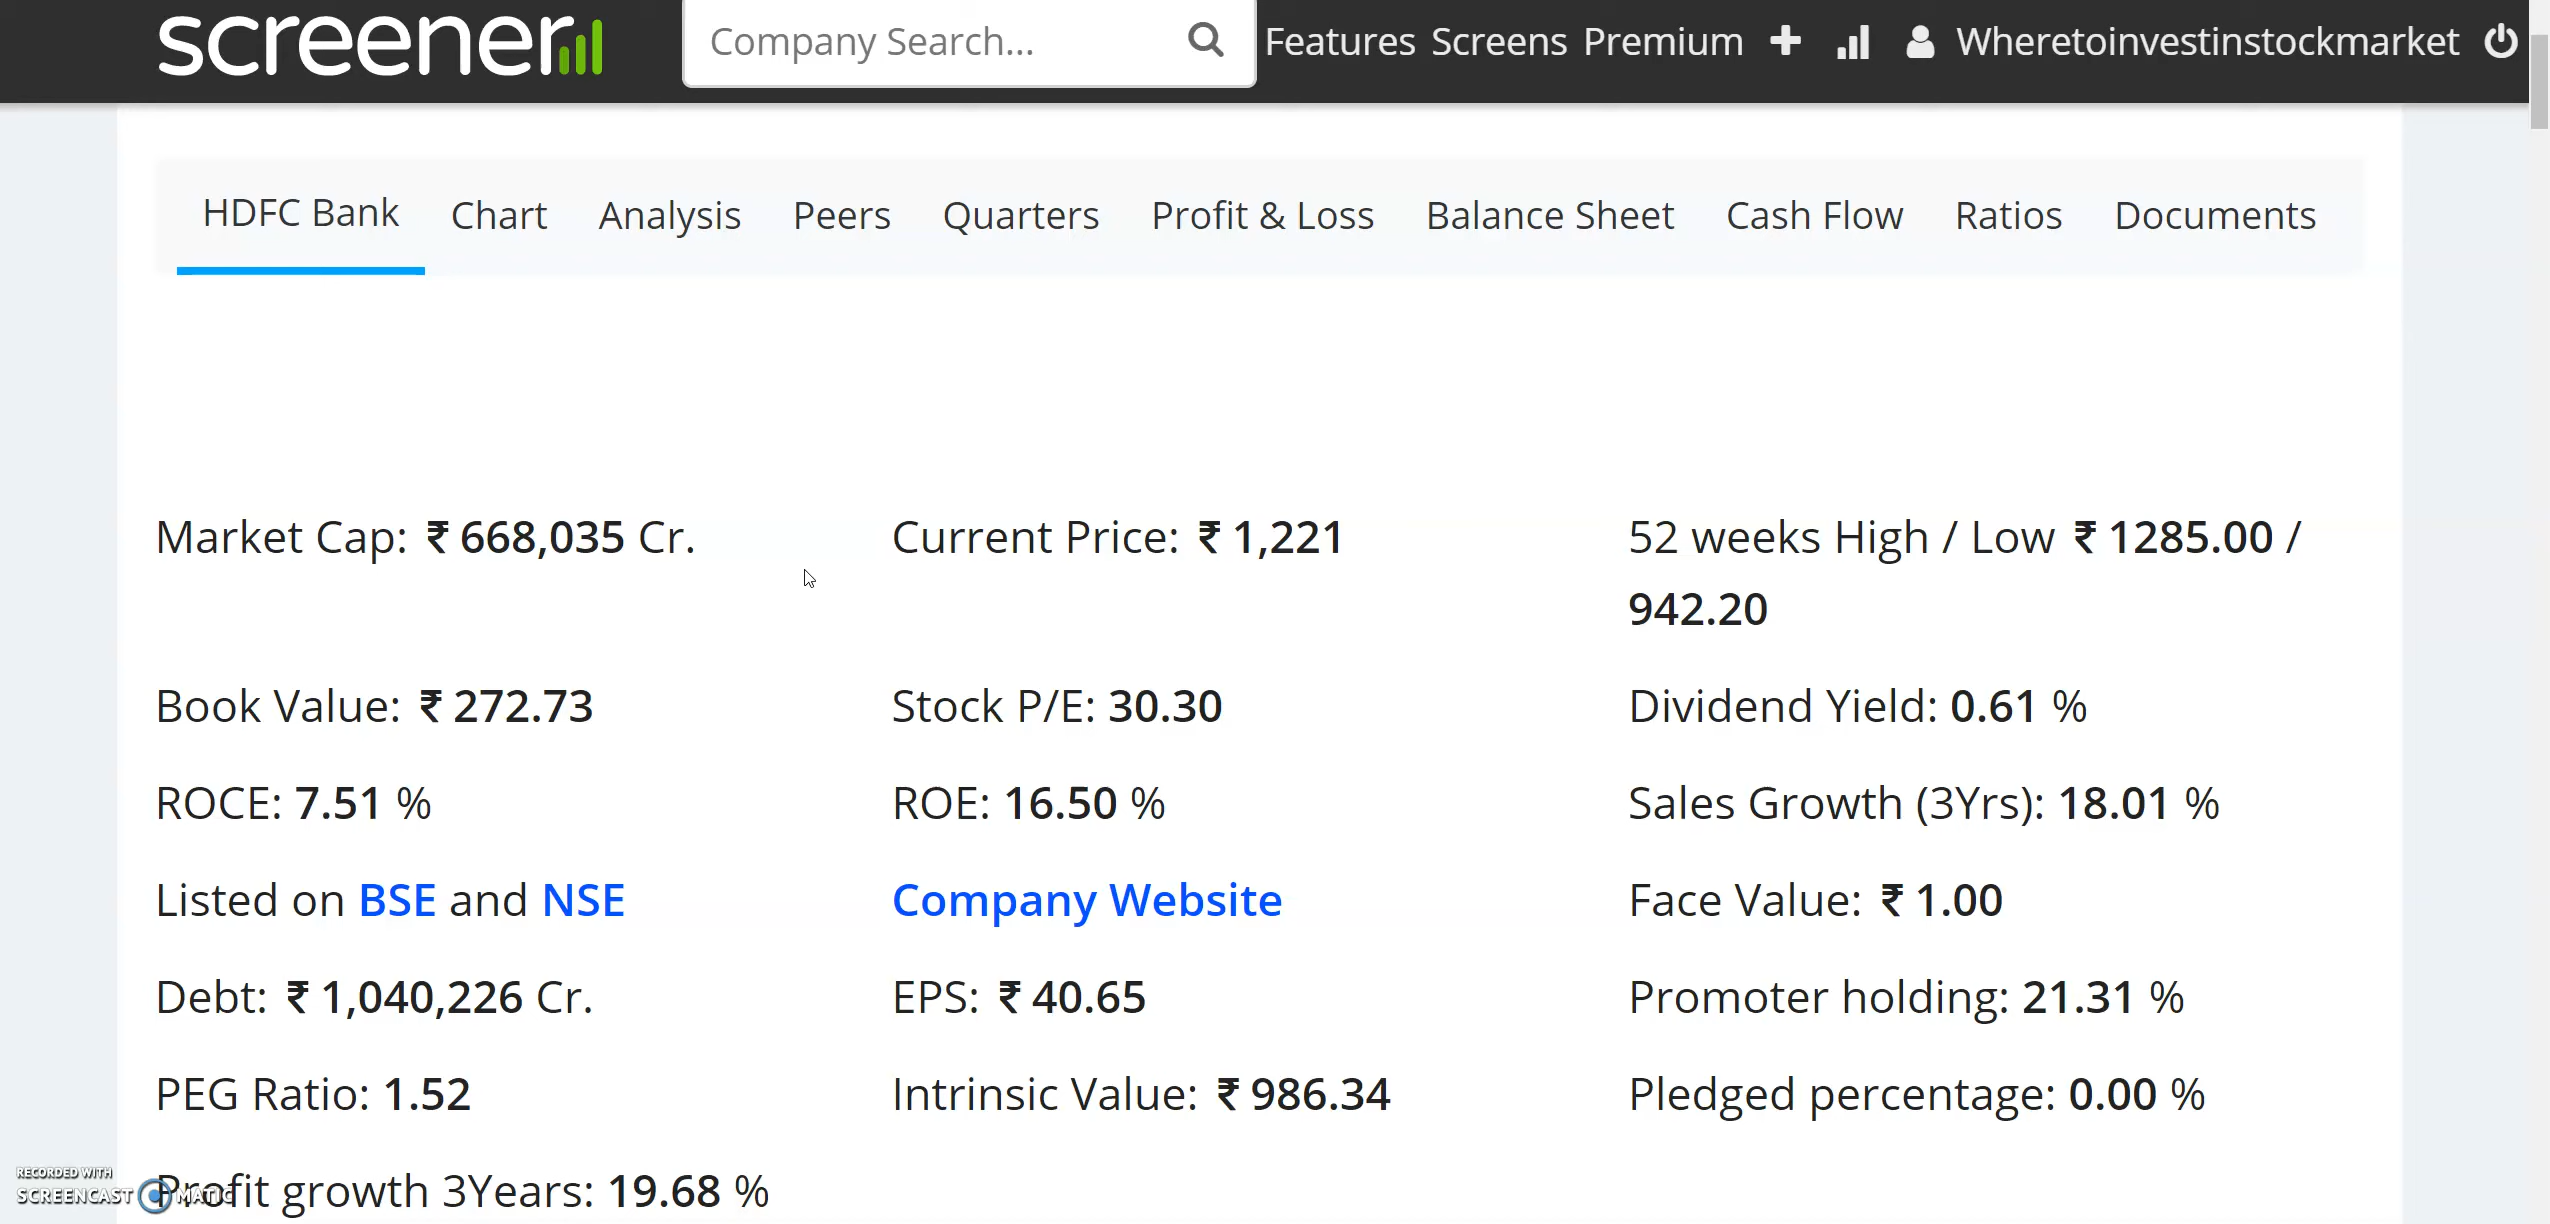 screener
Company Search...
Features Screens Premium Wheretoinvestinstockmarket
HDFC Bank Chart Analysis Peers Quarters Profit & Loss Balance Sheet Cash Flow Ratios Documents
Market Cap: ₹ 668,035 Cr. Current Price: ₹ 1,221 52 weeks High / Low ₹ 1285.00 /
942.20
Book Value: ₹ 272.73 Stock P/E: 30.30 Dividend Yield: 0.61 %
ROCE: 7.51 % ROE: 16.50 % Sales Growth (3Yrs): 18.01 %
Listed on BSE and NSE Company Website Face Value: ₹ 1.00
Debt: ₹ 1,040,226 Cr. EPS: ₹ 40.65 Promoter holding: 21.31 %
PEG Ratio: 1.52 Intrinsic Value: ₹ 986.34 Pledged percentage: 0.00 %
Profit growth 3Years: 19.68 %
RECORDED WITH
SCREENCAST MATIC